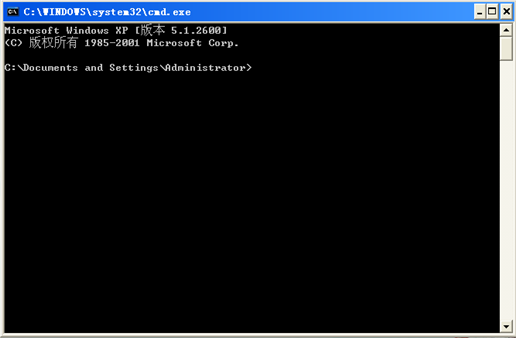 C:\WINDOWS\system32\cmd.exe
Microsoft Windows XP [版本 5.1.2600]
(C) 版权所有 1985-2001 Microsoft Corp.
C:\Documents and Settings\Administrator>